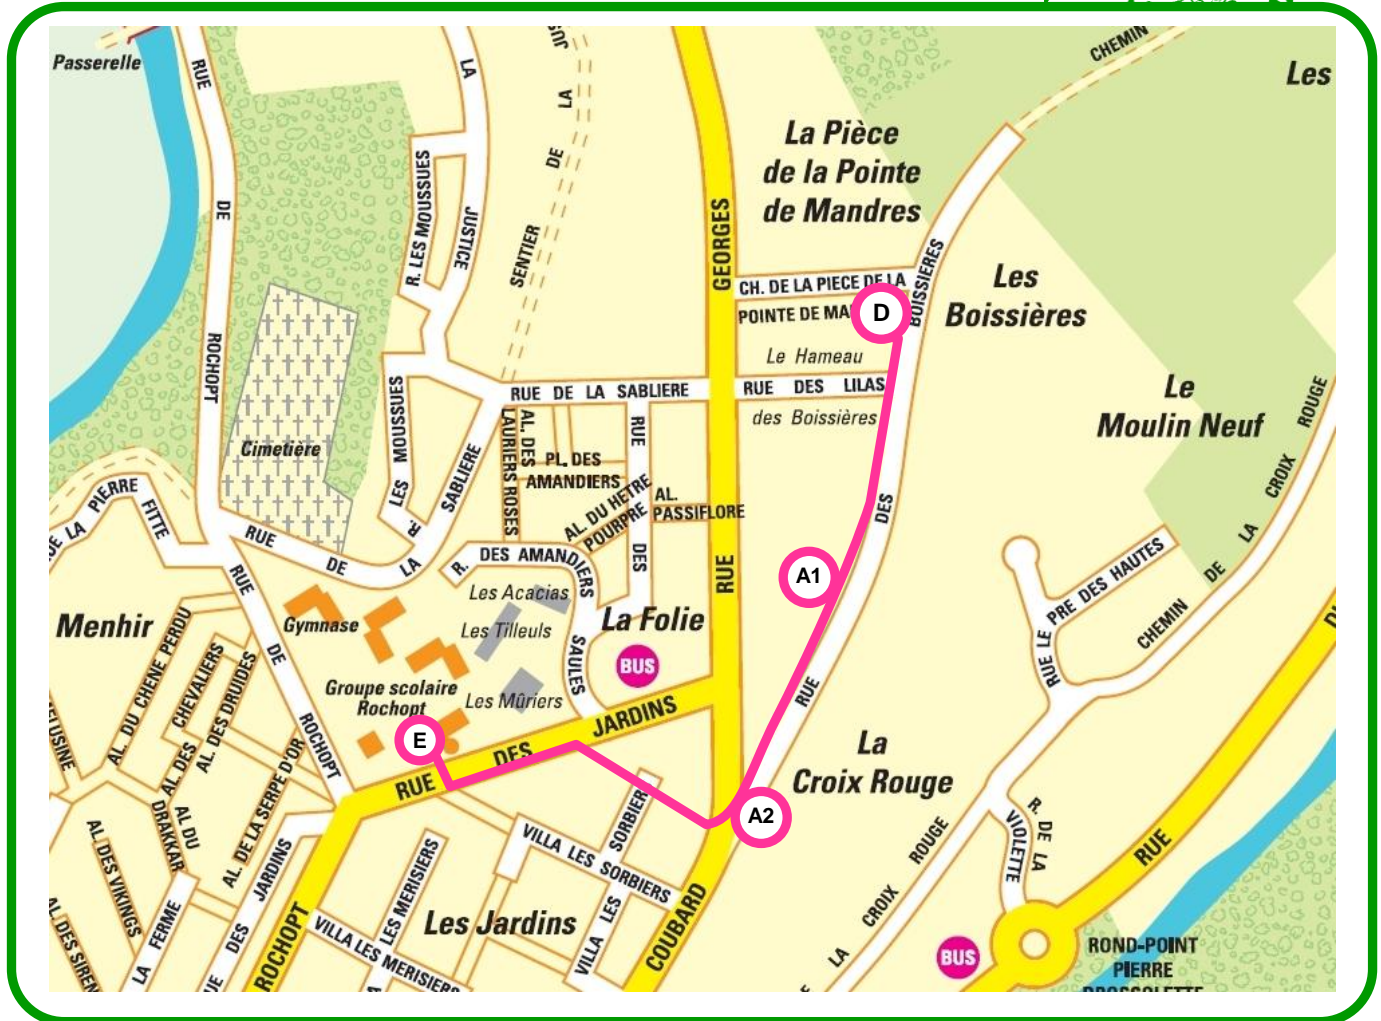 Passerelle
RUE
DE
ROCHOPT
LA
JUSTICE
R. LES MOUSSUES
SENTIER
DE
LA
JUS
GEORGES
La Pièce
de la Pointe
de Mandres
CHEMIN
Les
CH. DE LA PIECE DE LA
POINTE DE MA
D
BOISSIERES
Les
Boissières
Le Hameau
des Boissières
RUE DE LA SABLIERE
RUE DES LILAS
Le
Moulin Neuf
CHEMIN
DE
LA
CROIX
ROUGE
Cimetière
R.
LES
MOUSSUES
RUE
DE
LA
SABLIERE
AL. DES
LAURIERS ROSES
PL. DES
AMANDIERS
AL. DU HETRE
POURPRE
RUE
DES
SAULES
AL.
PASSIFLORE
R. DES AMANDIERS
RUE
DES
A1
LA PIERRE
FITTE
Menhir
RUE
DE
ROCHOPT
Gymnase
Les Acacias
Les Tilleuls
Les Mûriers
La Folie
BUS
Groupe scolaire
Rochopt
E
RUE DES JARDINS
AL. DU CHENE PERDU
AL. DES
CHEVALIERS
AL. DES DRUIDES
AL. DE LA SERPE D'OR
AL DU
DRAKKAR
AL. DES VIKINGS
AL. DES SIREN
LA FERME
DES
JARDINS
ROCHOPT
VILLA LES MERISIERS
LES MERISIERS
Les Jardins
VILLA LES SORBIERS
VILLA LES
SORBIER
COUBARD
A2
La
Croix Rouge
RUE LE PRE DES HAUTES
LA
CROIX
ROUGE
R. DE LA
VIOLETTE
RUE
BUS
ROND-POINT
PIERRE
BROSSOLETTE